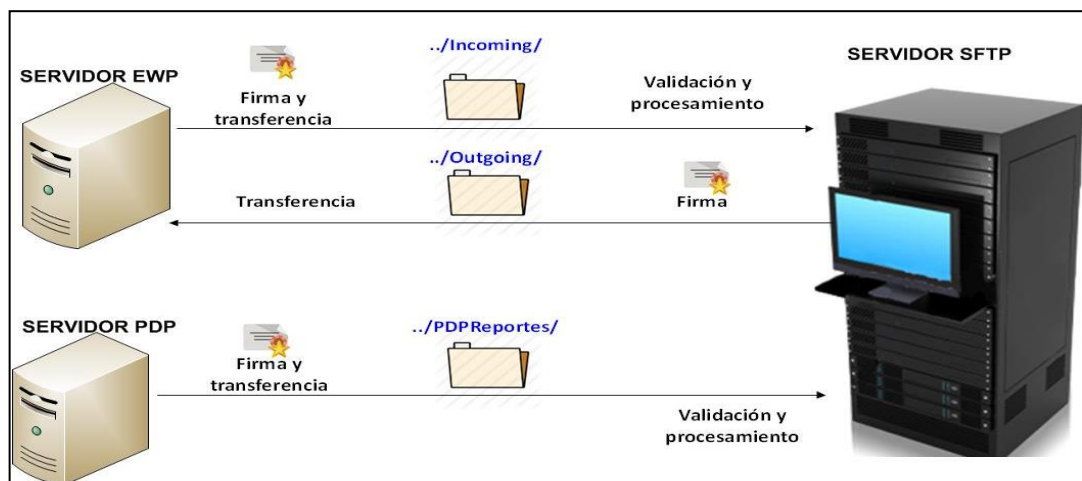 ../Incoming/
SERVIDOR SFTP
SERVIDOR EWP
Firma y
transferencia
Validación y
procesamiento
../Outgoing/
Transferencia
Firma
SERVIDOR PDP
../PDPReportes/
Firma y
transferencia
Validación y
procesamiento